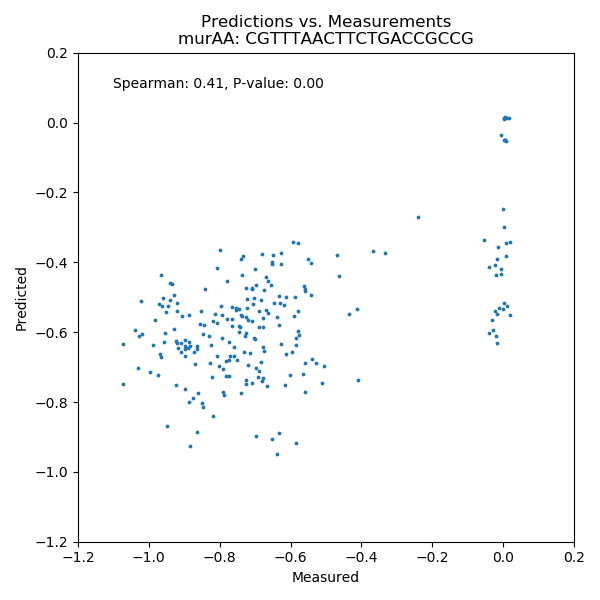 Predictions vs. Measurements
murAA: CGTTTAACTTCTGACCGCCG
Spearman: 0.41, P-value: 0.00
0.2
0.0
−0.2
−0.4
−0.6
−0.8
−1.0
−1.2
Predicted
−1.2 −1.0 −0.8 −0.6 −0.4 −0.2 0.0 0.2
Measured